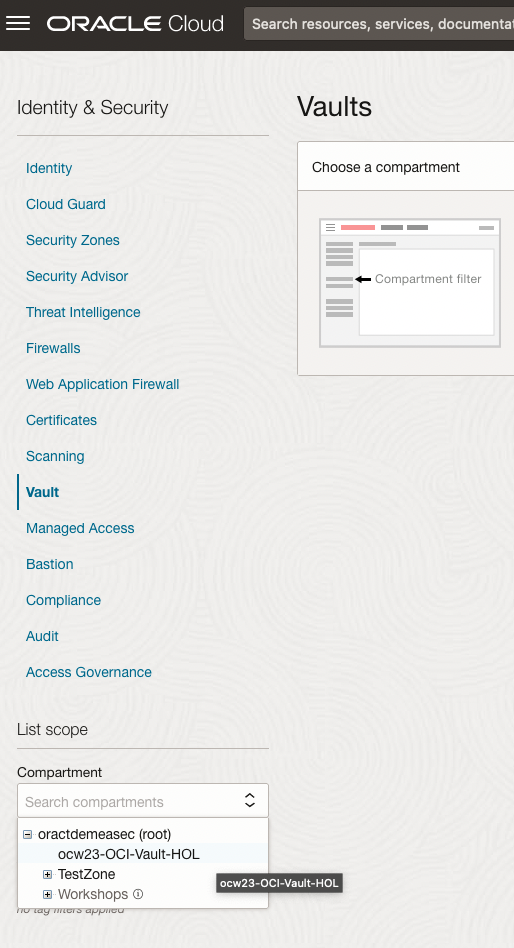 ORACLE Cloud
Search resources, services, documentat
Identity & Security
Identity
Cloud Guard
Security Zones
Security Advisor
Threat Intelligence
Firewalls
Web Application Firewall
Certificates
Scanning
Vault
Managed Access
Bastion
Compliance
Audit
Access Governance
List scope
Compartment
Search compartments
oractdemeasec (root)
ocw23-OCI-Vault-HOL
TestZone
Workshops
ocw23-OCI-Vault-HOL
no tag filters applied
Vaults
Choose a compartment
Compartment filter